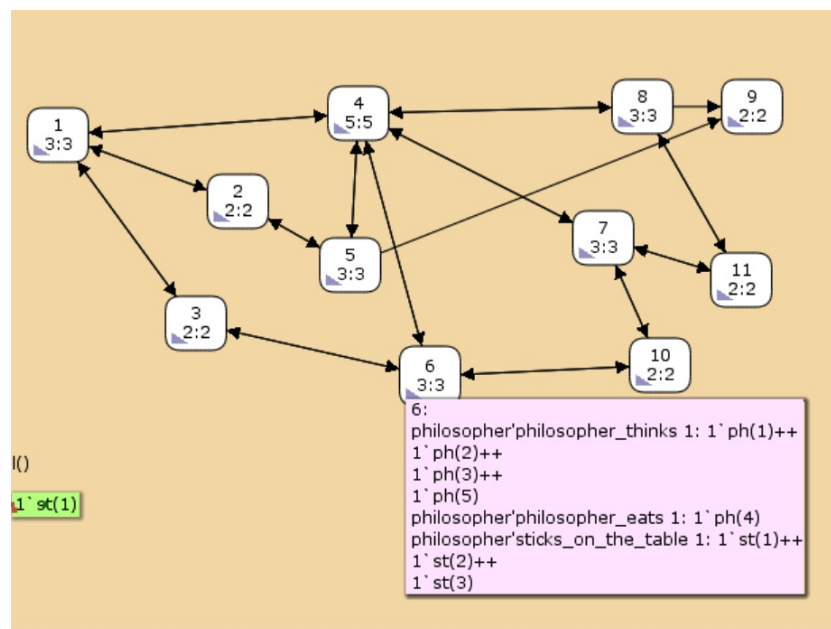 4
5:5
8
3:3
9
2:2
1
3:3
2
2:2
7
3:3
5
3:3
11
2:2
3
2:2
6
3:3
10
2:2
6:
philosopher'philosopher_thinks 1: 1`ph(1)++
1`ph(2)++
1`ph(3)++
1`ph(5)
philosopher'philosopher_eats 1: 1`ph(4)
philosopher'sticks_on_the_table 1: 1`st(1)++
1`st(2)++
1`st(3)
l()
1`st(1)